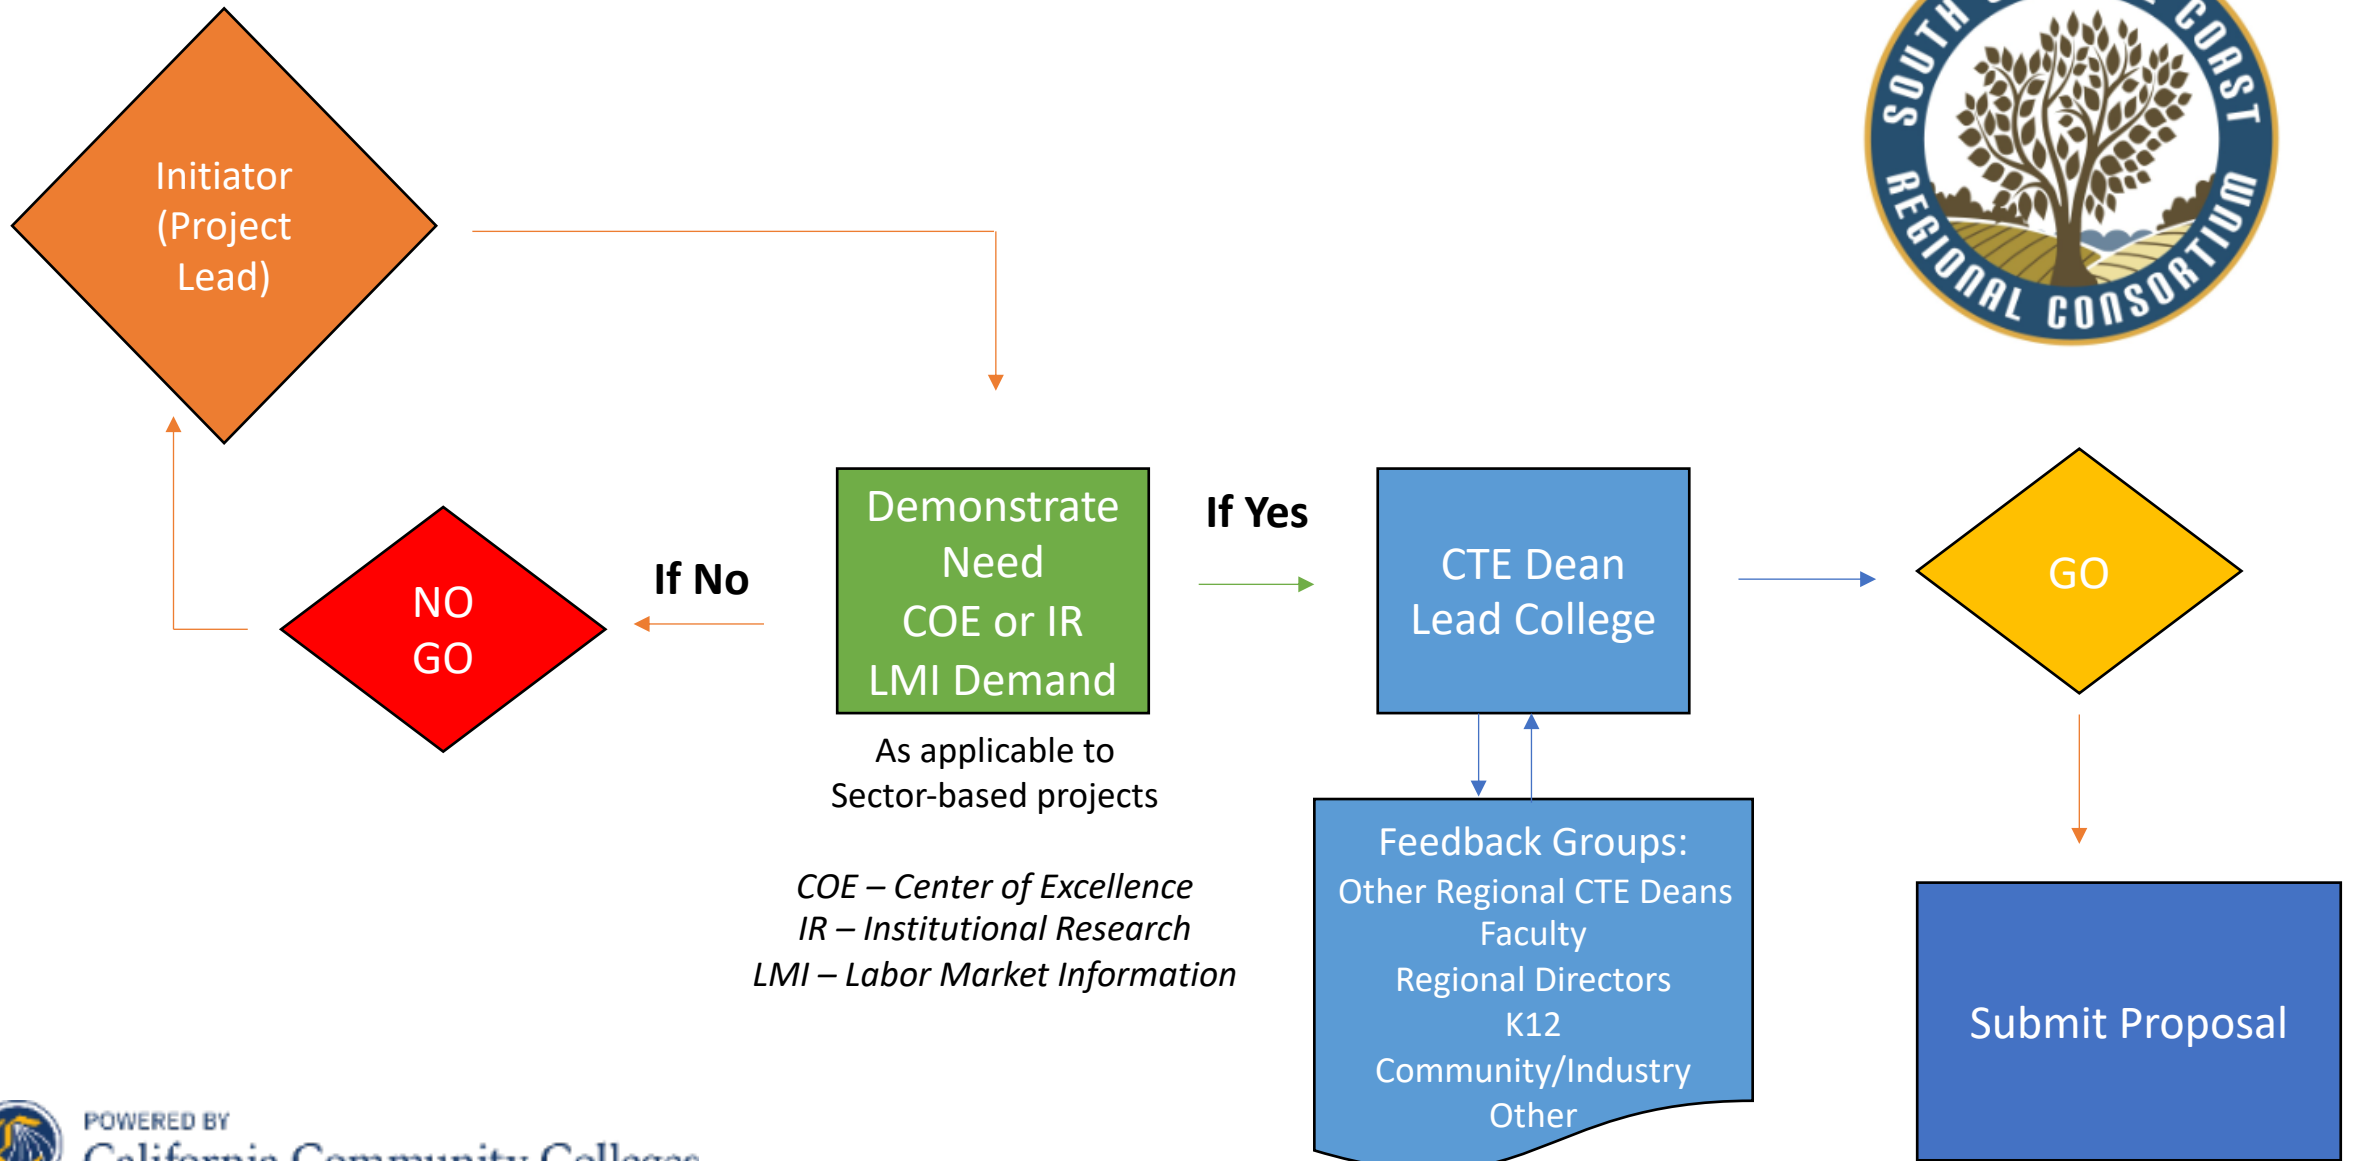 Initiator
(Project
Lead)
SOUTH COAST
REGIONAL CONSORTIUM
NO
GO
If No
Demonstrate
Need
COE or IR
LMI Demand
As applicable to
Sector-based projects
COE – Center of Excellence
IR – Institutional Research
LMI – Labor Market Information
If Yes
CTE Dean
Lead College
Feedback Groups:
Other Regional CTE Deans
Faculty
Regional Directors
K12
Community/Industry
Other
GO
Submit Proposal
POWERED BY
California Community Colleges